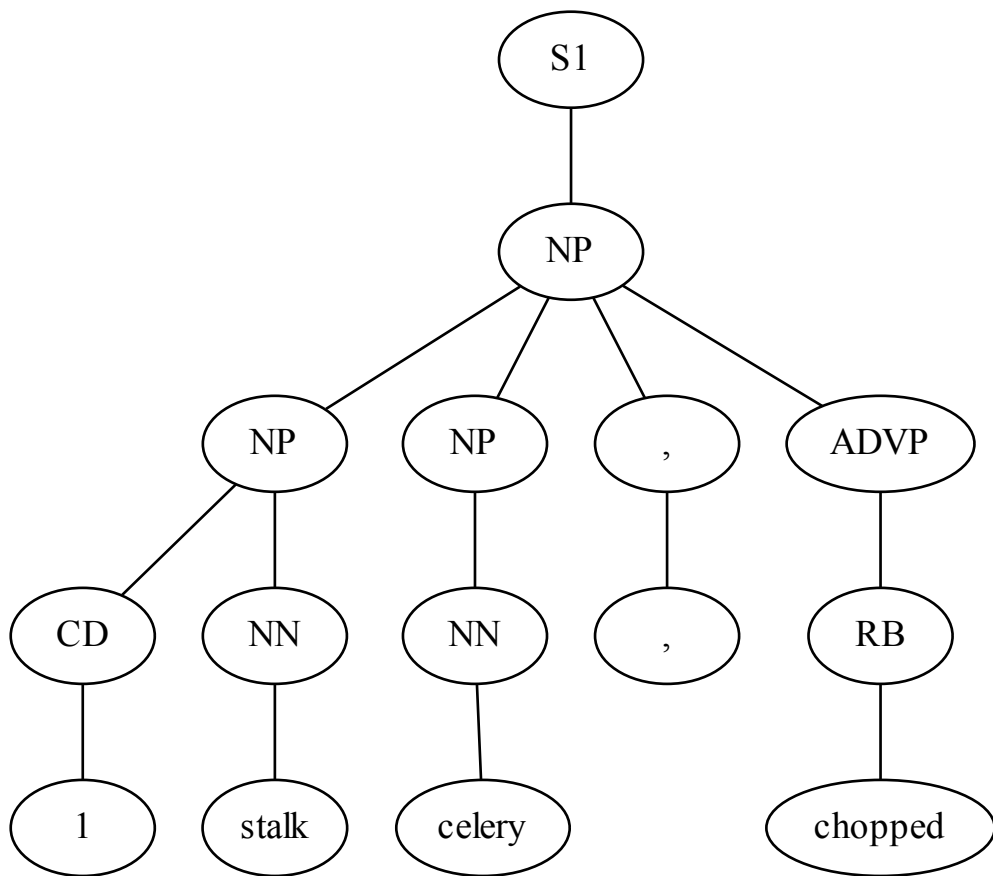 S1
NP
NP NP , ADVP
CD NN NN , RB
1 stalk celery chopped